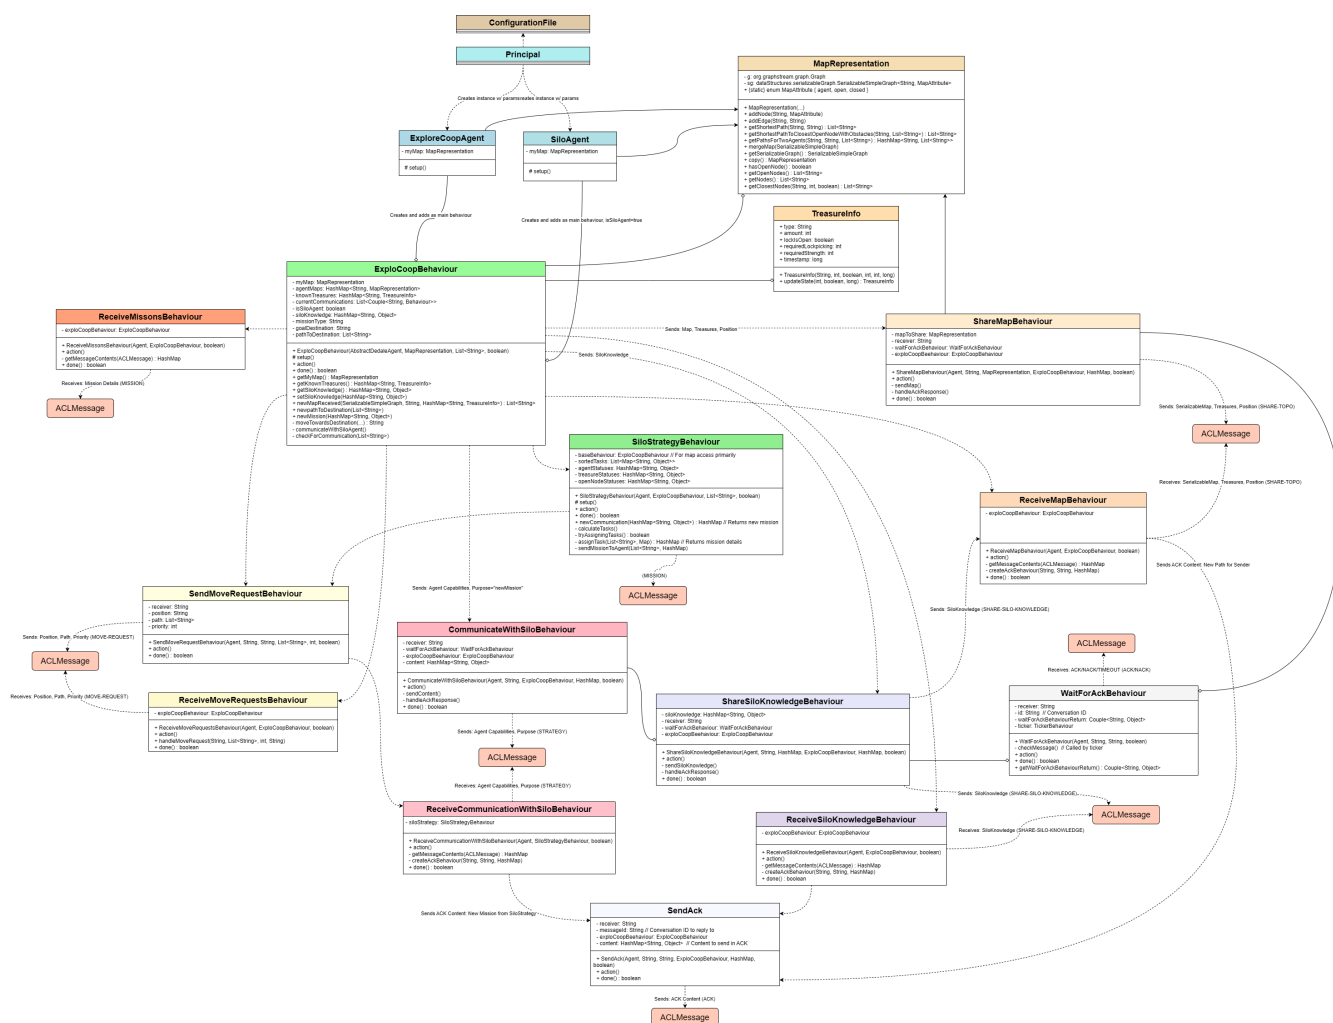 ConfigurationFile
Principal
Creates instance w/ params
creates instance w/ params
ExploreCoopAgent
- myMap: MapRepresentation
# setup()
SiloAgent
- myMap: MapRepresentation
# setup()
MapRepresentation
- g: org.graphstream.graph.Graph
- sg: dataStructures.serializableGraph.SerializableSimpleGraph<String, MapAttribute>
+ {static} enum MapAttribute { agent, open, closed }
+ MapRepresentation(...)
+ addNode(String, MapAttribute)
+ addEdge(String, String)
+ getShortestPath(String, String) : List<String>
+ getShortestPathToClosestOpenNodeWithObstacles(String, List<String>) : List<String>
+ getPathsForTwoAgents(String, String, List<String>) : HashMap<String, List<String>>
+ mergeMap(SerializableSimpleGraph)
+ getSerializableGraph() : SerializableSimpleGraph
+ copy() : MapRepresentation
+ hasOpenNode() : boolean
+ getOpenNodes() : List<String>
+ getNodes() : List<String>
+ getClosestNodes(String, int, boolean) : List<String>
Creates and adds as main behaviour
Creates and adds as main behaviour, isSiloAgent=true
TreasureInfo
+ type: String
+ amount: int
+ lockIsOpen: boolean
+ requiredLockpicking: int
+ requiredStrength: int
+ timestamp: long
+ TreasureInfo(String, int, boolean, int, int, long)
+ updateState(int, boolean, long) : TreasureInfo
ExploCoopBehaviour
- myMap: MapRepresentation
- agentMaps: HashMap<String, MapRepresentation>
- knownTreasures: HashMap<String, TreasureInfo>
- currentCommunications: List<Couple<String, Behaviour>>
- isSiloAgent: boolean
- siloKnowledge: HashMap<String, Object>
- missionType: String
- goalDestination: String
- pathToDestination: List<String>
+ ExploCoopBehaviour(AbstractDedaleAgent, MapRepresentation, List<String>, boolean)
# setup()
+ action()
+ done() : boolean
+ getMyMap() : MapRepresentation
+ getKnownTreasures() : HashMap<String, TreasureInfo>
+ getSiloKnowledge() : HashMap<String, Object>
+ setSiloKnowledge(HashMap<String, Object>)
+ newMapReceived(SerializableSimpleGraph, String, HashMap<String, TreasureInfo>) : List<String>
+ newpathToDestination(List<String>)
+ newMission(HashMap<String, Object>)
- moveTowardsDestination(...) : String
- communicateWithSiloAgent()
- checkForCommunication(List<String>)
ReceiveMissonsBehaviour
- exploCoopBehaviour: ExploCoopBehaviour
+ ReceiveMissonsBehaviour(Agent, ExploCoopBehaviour, boolean)
+ action()
- getMessageContents(ACLMessage) : HashMap
+ done() : boolean
Receives: Mission Details (MISSION)
ACLMessage
Sends: Map, Treasures, Position
Sends: SiloKnowledge
ShareMapBehaviour
- mapToShare: MapRepresentation
- receiver: String
- waitForAckBehaviour: WaitForAckBehaviour
- exploCoopBeehaviour: ExploCoopBehaviour
+ ShareMapBehaviour(Agent, String, MapRepresentation, ExploCoopBehaviour, HashMap, boolean)
+ action()
- sendMap()
- handleAckResponse()
+ done() : boolean
Sends: SerializableMap, Treasures, Position (SHARE-TOPO)
ACLMessage
Receives: SerializableMap, Treasures, Position (SHARE-TOPO)
SiloStrategyBehaviour
- baseBehaviour: ExploCoopBehaviour // For map access primarily
- sortedTasks: List<Map<String, Object>>
- agentStatuses: HashMap<String, Object>
- treasureStatuses: HashMap<String, Object>
- openNodeStatuses: HashMap<String, Object>
+ SiloStrategyBehaviour(Agent, ExploCoopBehaviour, List<String>, boolean)
# setup()
+ action()
+ done() : boolean
+ newCommunication(HashMap<String, Object>) : HashMap // Returns new mission
- calculateTasks()
- tryAssigningTasks() : boolean
- assignTask(List<String>, Map) : HashMap // Returns mission details
- sendMissionToAgent(List<String>, HashMap)
(MISSION)
ACLMessage
ReceiveMapBehaviour
- exploCoopBehaviour: ExploCoopBehaviour
+ ReceiveMapBehaviour(Agent, ExploCoopBehaviour, boolean)
+ action()
- getMessageContents(ACLMessage) : HashMap
- createAckBehaviour(String, String, HashMap)
+ done() : boolean
Sends ACK Content: New Path for Sender
Sends: Agent Capabilities, Purpose="newMission"
Sends: SiloKnowledge (SHARE-SILO-KNOWLEDGE)
SendMoveRequestBehaviour
- receiver: String
- position: String
- path: List<String>
- priority: int
+ SendMoveRequestBehaviour(Agent, String, String, List<String>, int, boolean)
+ action()
+ done() : boolean
Sends: Position, Path, Priority (MOVE-REQUEST)
ACLMessage
Receives: Position, Path, Priority (MOVE-REQUEST)
ReceiveMoveRequestsBehaviour
- exploCoopBehaviour: ExploCoopBehaviour
+ ReceiveMoveRequestsBehaviour(Agent, ExploCoopBehaviour, boolean)
+ action()
+ handleMoveRequest(String, List<String>, int, String)
+ done() : boolean
CommunicateWithSiloBehaviour
- receiver: String
- waitForAckBehaviour: WaitForAckBehaviour
- exploCoopBeehaviour: ExploCoopBehaviour
- content: HashMap<String, Object>
+ CommunicateWithSiloBehaviour(Agent, String, ExploCoopBehaviour, HashMap, boolean)
+ action()
- sendContent()
- handleAckResponse()
+ done() : boolean
Sends: Agent Capabilities, Purpose (STRATEGY)
ACLMessage
Receives: Agent Capabilities, Purpose (STRATEGY)
ACLMessage
Receives: ACK/NACK/TIMEOUT (ACK/NACK)
WaitForAckBehaviour
- receiver: String
- id: String // Conversation ID
- waitForAckBehaviourReturn: Couple<String, Object>
- ticker: TickerBehaviour
+ WaitForAckBehaviour(Agent, String, String, boolean)
- checkMessage() // Called by ticker
+ action()
+ done() : boolean
+ getWaitForAckBehaviourReturn() : Couple<String, Object>
ShareSiloKnowledgeBehaviour
- siloKnowledge: HashMap<String, Object>
- receiver: String
- waitForAckBehaviour: WaitForAckBehaviour
- exploCoopBeehaviour: ExploCoopBehaviour
+ ShareSiloKnowledgeBehaviour(Agent, String, HashMap, ExploCoopBehaviour, HashMap, boolean)
+ action()
- sendSiloKnowledge()
- handleAckResponse()
+ done() : boolean
Sends: SiloKnowledge (SHARE-SILO-KNOWLEDGE)
ACLMessage
Receives: SiloKnowledge (SHARE-SILO-KNOWLEDGE)
ReceiveCommunicationWithSiloBehaviour
- siloStrategy: SiloStrategyBehaviour
+ ReceiveCommunicationWithSiloBehaviour(Agent, SiloStrategyBehaviour, boolean)
+ action()
- getMessageContents(ACLMessage) : HashMap
- createAckBehaviour(String, String, HashMap)
+ done() : boolean
ReceiveSiloKnowledgeBehaviour
- exploCoopBehaviour: ExploCoopBehaviour
+ ReceiveSiloKnowledgeBehaviour(Agent, ExploCoopBehaviour, boolean)
+ action()
- getMessageContents(ACLMessage) : HashMap
- createAckBehaviour(String, String, HashMap)
+ done() : boolean
Sends ACK Content: New Mission from SiloStrategy
SendAck
- receiver: String
- messageId: String // Conversation ID to reply to
- exploCoopBeehaviour: ExploCoopBehaviour
- content: HashMap<String, Object> // Content to send in ACK
+ SendAck(Agent, String, String, ExploCoopBehaviour, HashMap,
boolean)
+ action()
+ done() : boolean
Sends: ACK Content (ACK)
ACLMessage